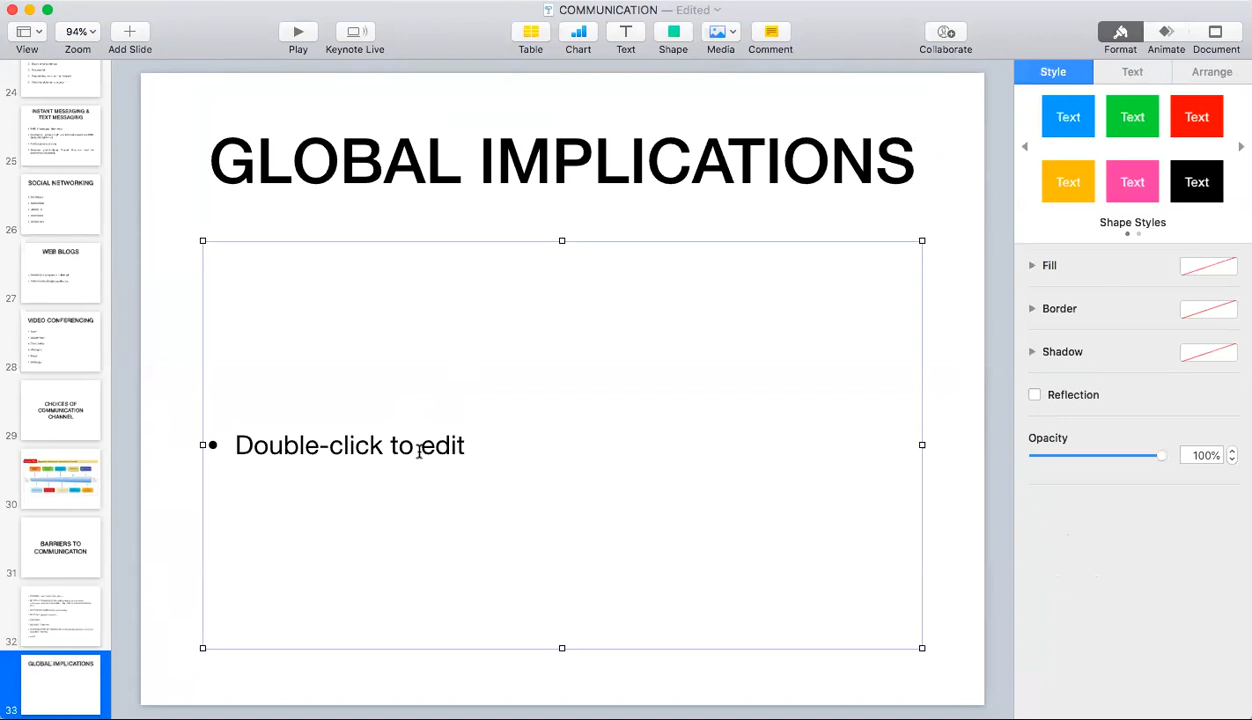 COMMUNICATION — Edited
94%
View
Zoom
Add Slide
Play
Keynote Live
Table
Chart
Text
Shape
Media
Comment
Collaborate
Format
Animate
Document
24
INSTANT MESSAGING &
TEXT MESSAGING
25
SOCIAL NETWORKING
26
WEB BLOGS
27
VIDEO CONFERENCING
28
CHOICES OF
COMMUNICATION
CHANNEL
29
30
BARRIERS TO
COMMUNICATION
31
32
GLOBAL IMPLICATIONS
33
GLOBAL IMPLICATIONS
• Double-click to edit
Style
Text
Arrange
Text
Text
Text
Text
Text
Text
Shape Styles
Fill
Border
Shadow
Reflection
Opacity
100%